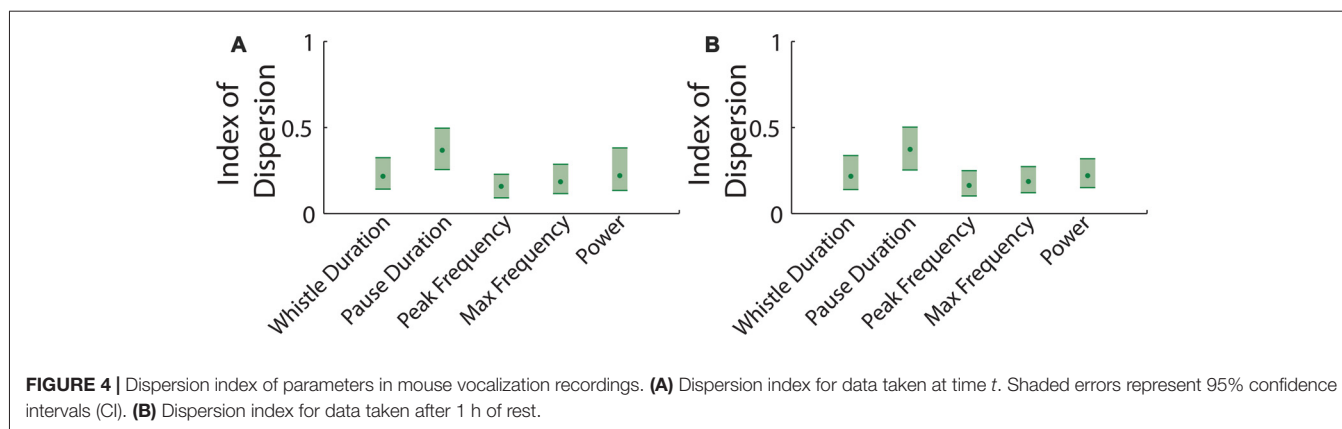 A
1
0.5
0
Index of
Dispersion
Whistle Duration
Pause Duration
Peak Frequency
Max Frequency
Power
B
1
0.5
0
Index of
Dispersion
Whistle Duration
Pause Duration
Peak Frequency
Max Frequency
Power
FIGURE 4 | Dispersion index of parameters in mouse vocalization recordings. (A) Dispersion index for data taken at time t. Shaded errors represent 95% confidence
intervals (CI). (B) Dispersion index for data taken after 1 h of rest.